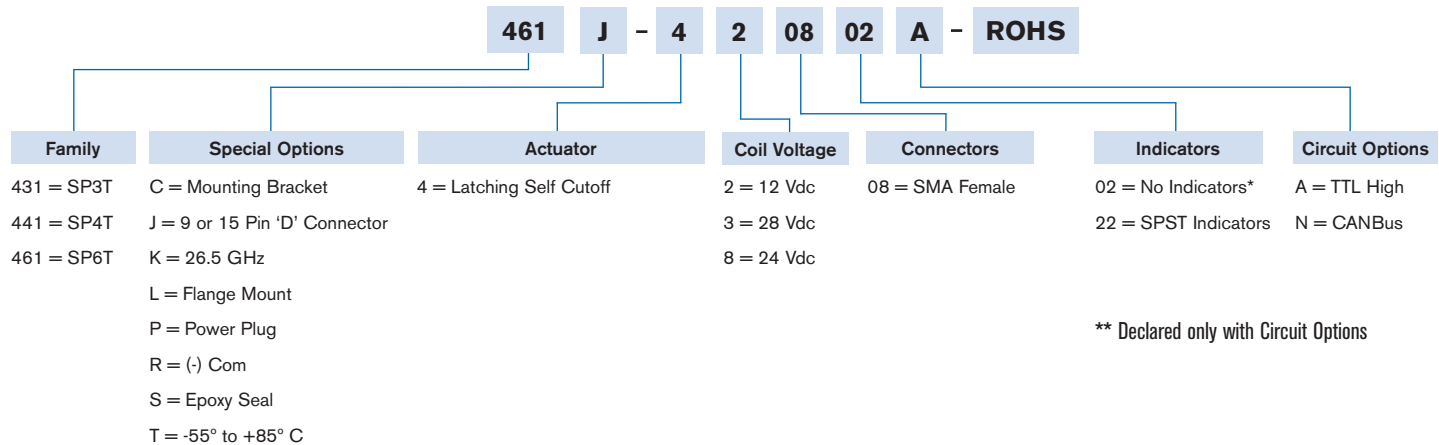 461 J – 4 2 08 02 A – ROHS
Family Special Options Actuator Coil Voltage Connectors Indicators Circuit Options
431 = SP3T C = Mounting Bracket 4 = Latching Self Cutoff 2 = 12 Vdc 08 = SMA Female 02 = No Indicators* A = TTL High
441 = SP4T J = 9 or 15 Pin ‘D’ Connector 3 = 28 Vdc 22 = SPST Indicators N = CANBus
461 = SP6T K = 26.5 GHz 8 = 24 Vdc
L = Flange Mount
P = Power Plug ** Declared only with Circuit Options
R = (-) Com
S = Epoxy Seal
T = -55° to +85° C